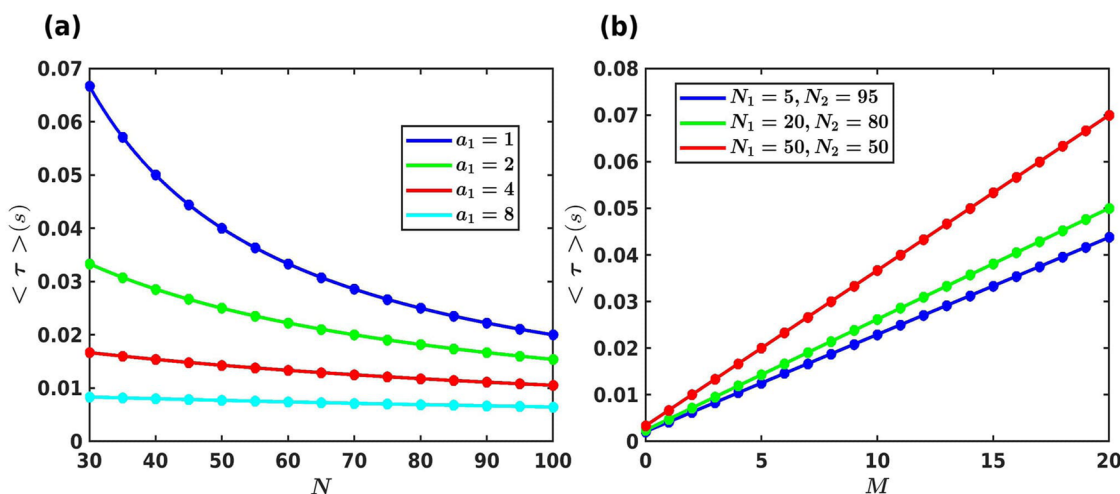 (a)
0.07
0.06
0.05
0.04
0.03
0.02
0.01
0
< τ >(s)
30 40 50 60 70 80 90 100
N
a₁ = 1
a₁ = 2
a₁ = 4
a₁ = 8
(b)
0.08
0.07
0.06
0.05
0.04
0.03
0.02
0.01
0
< τ >(s)
0 5 10 15 20
M
N₁ = 5, N₂ = 95
N₁ = 20, N₂ = 80
N₁ = 50, N₂ = 50